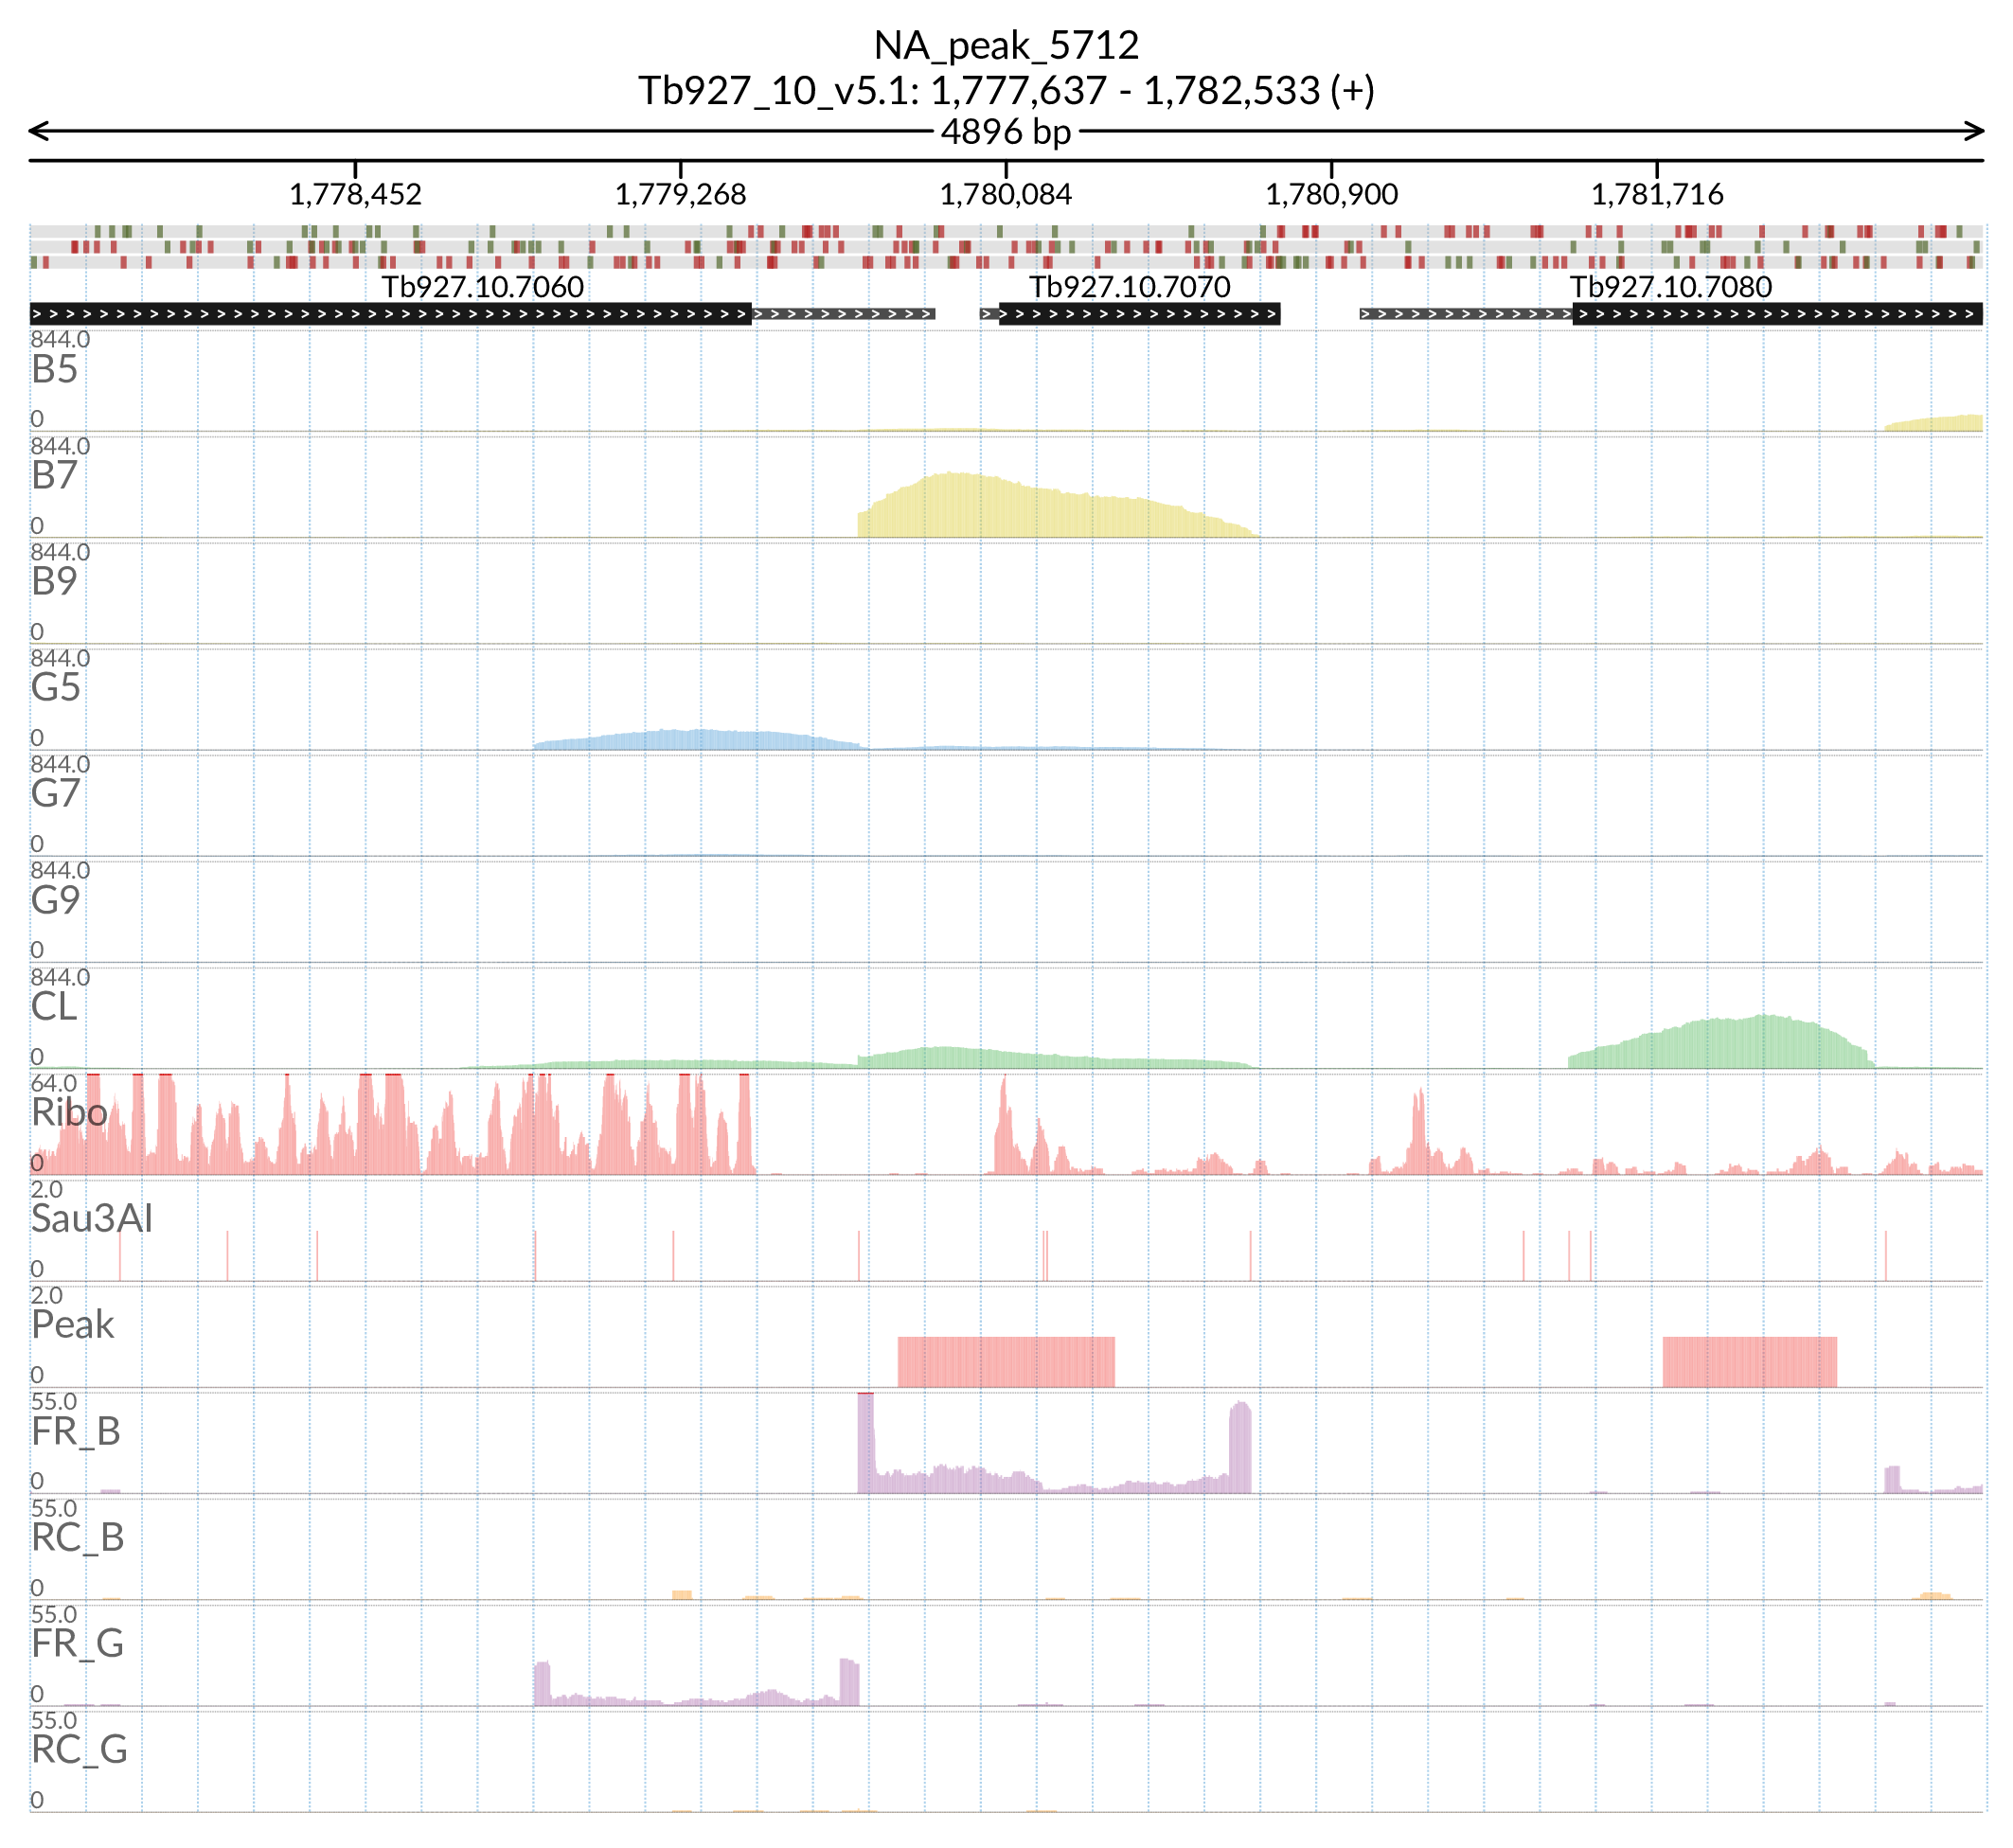 NA_peak_5712
Tb927_10_v5.1: 1,777,637 - 1,782,533 (+)
4896 bp
1,778,452 1,779,268 1,780,084 1,780,900 1,781,716
Tb927.10.7060 Tb927.10.7070 Tb927.10.7080
844.0
B5
0
844.0
B7
0
844.0
B9
0
844.0
G5
0
844.0
G7
0
844.0
G9
0
844.0
CL
0
64.0
Ribo
0
2.0
Sau3AI
0
2.0
Peak
0
55.0
FR_B
0
55.0
RC_B
0
55.0
FR_G
0
55.0
RC_G
0